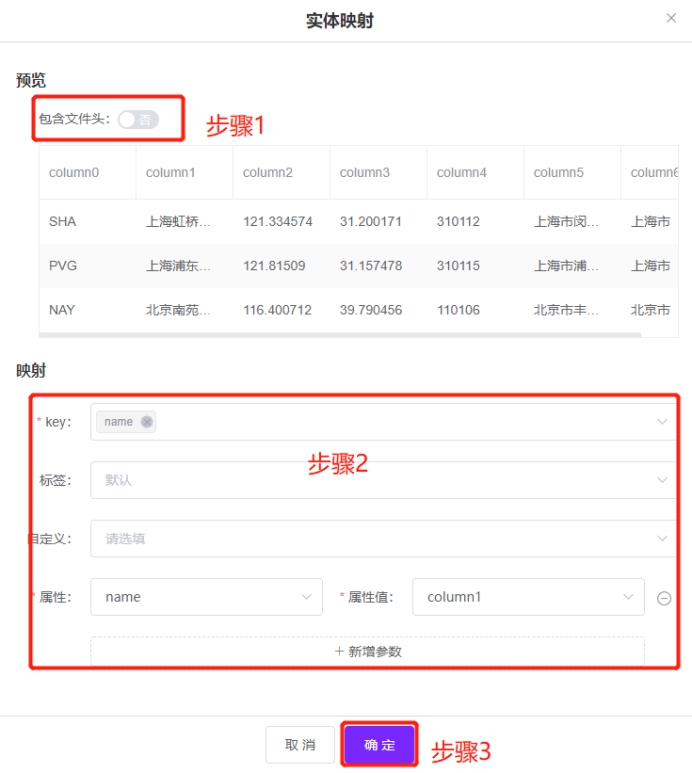 实体映射
预览
包含文件头: 否
步骤1
column0 column1 column2 column3 column4 column5 column6
SHA 上海虹桥... 121.334574 31.200171 310112 上海市闵... 上海市
PVG 上海浦东... 121.81509 31.157478 310115 上海市浦... 上海市
NAY 北京南苑... 116.400712 39.790456 110106 北京市丰... 北京市
映射
* key: name
步骤2
标签: 默认
自定义: 请选填
* 属性: name * 属性值: column1
+ 新增参数
取消 确定 步骤3